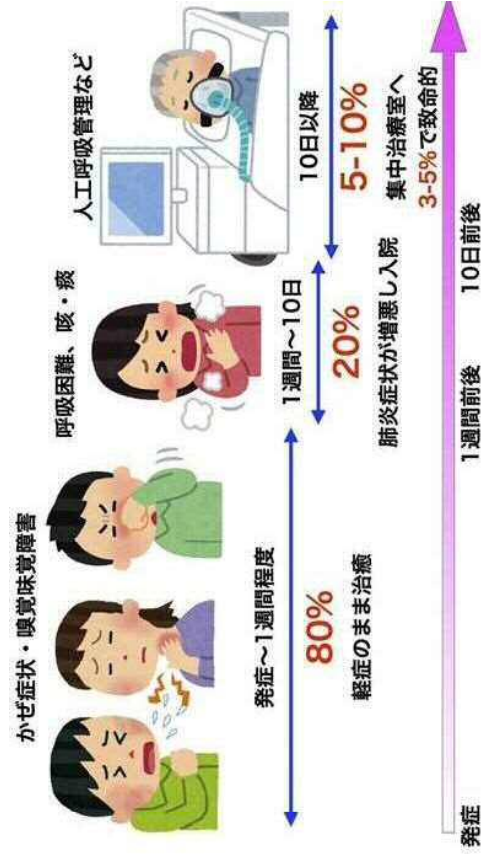 かぜ症状・嗅覚味覚障害
呼吸困難、咳・痰
人工呼吸管理など
発症～1週間程度
1週間～10日
10日以降
80%
20%
5-10%
軽症のまま治癒
肺炎症状が増悪し入院
集中治療室へ
3-5%で致命的
発症
1週間前後
10日前後